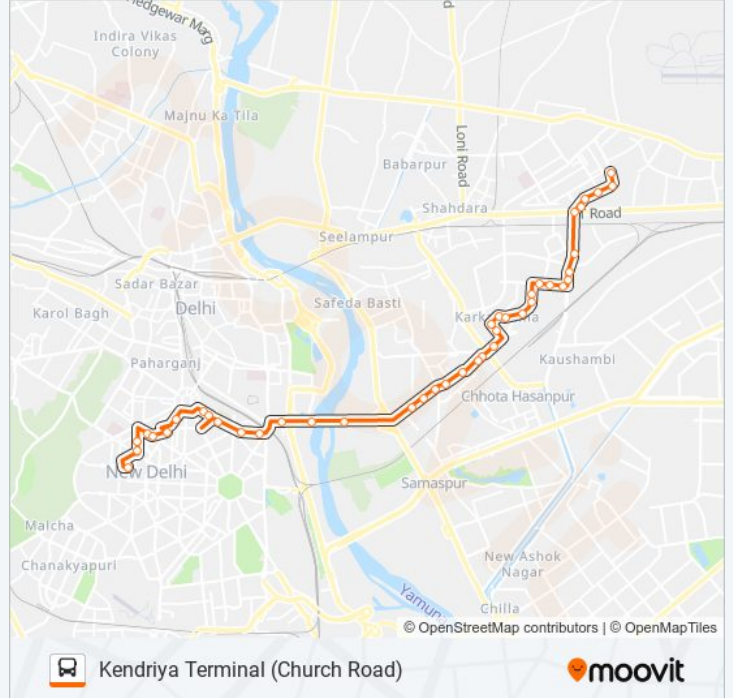 Hedgewar Marg
Indira Vikas
Colony
Majnu Ka Tila
Loni Road
Babarpur
Shahdara
Road
Seelampur
Sadar Bazar
Delhi
Safeda Basti
Karol Bagh
Paharganj
Kaushambi
Chhota Hasanpur
New Delhi
Samaspur
Malcha
Chanakyapuri
New Ashok
Nagar
Chilla
© OpenStreetMap contributors | © OpenMapTiles
Kendriya Terminal (Church Road)
moovit